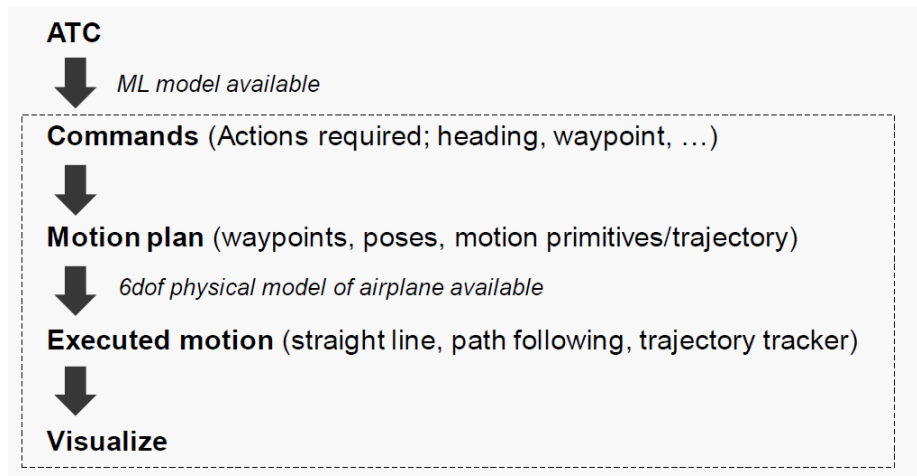 ATC
ML model available
Commands (Actions required; heading, waypoint, …)
Motion plan (waypoints, poses, motion primitives/trajectory)
6dof physical model of airplane available
Executed motion (straight line, path following, trajectory tracker)
Visualize